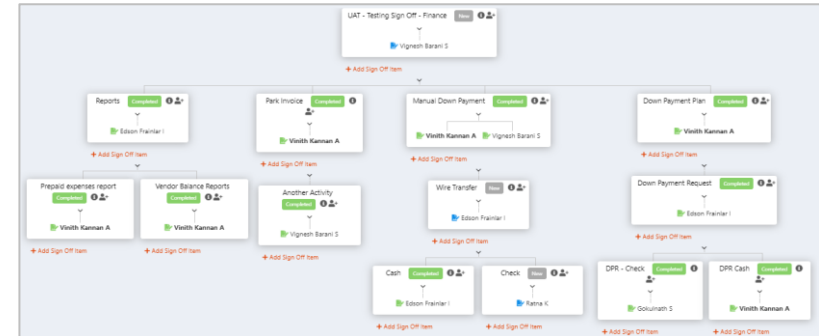 UAT - Testing Sign Off - Finance New
Vignesh Barani S
+ Add Sign Off Item
Reports Completed
Edson Frainlar I
+ Add Sign Off Item
Park Invoice Completed
Vinith Kannan A
+ Add Sign Off Item
Manual Down Payment Completed
Vinith Kannan A Vignesh Barani S
+ Add Sign Off Item
Down Payment Plan Completed
Vinith Kannan A
+ Add Sign Off Item
Prepaid expenses report
Completed
Vinith Kannan A
+ Add Sign Off Item
Vendor Balance Reports
Completed
Vinith Kannan A
+ Add Sign Off Item
Another Activity
Completed
Vignesh Barani S
+ Add Sign Off Item
Wire Transfer New
Edson Frainlar I
+ Add Sign Off Item
Down Payment Request Completed
Edson Frainlar I
+ Add Sign Off Item
Cash Completed
Edson Frainlar I
+ Add Sign Off Item
Check New
Ratna K
+ Add Sign Off Item
DPR - Check Completed
Gokulnath S
+ Add Sign Off Item
DPR Cash Completed
Vinith Kannan A
+ Add Sign Off Item